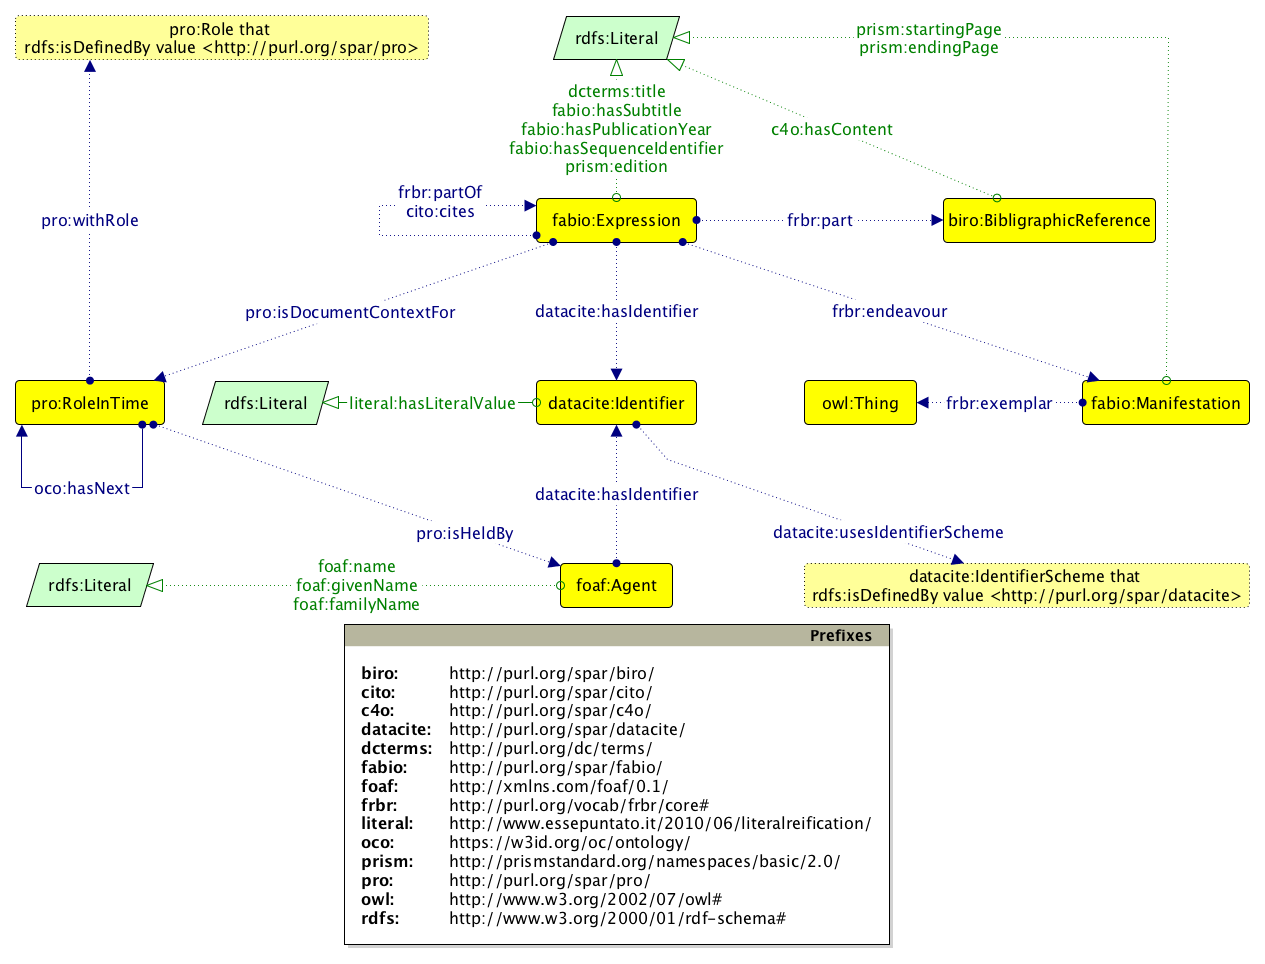 pro:Role that
rdfs:isDefinedBy value <http://purl.org/spar/pro>
rdfs:Literal
prism:startingPage
prism:endingPage
dcterms:title
fabio:hasSubtitle
fabio:hasPublicationYear
fabio:hasSequenceIdentifier
prism:edition
c4o:hasContent
frbr:partOf
cito:cites
pro:withRole
fabio:Expression
frbr:part
biro:BibligraphicReference
pro:isDocumentContextFor
datacite:hasIdentifier
frbr:endeavour
pro:RoleInTime
rdfs:Literal
literal:hasLiteralValue
datacite:Identifier
owl:Thing
frbr:exemplar
fabio:Manifestation
oco:hasNext
datacite:hasIdentifier
pro:isHeldBy
datacite:usesIdentifierScheme
rdfs:Literal
foaf:name
foaf:givenName
foaf:familyName
foaf:Agent
datacite:IdentifierScheme that
rdfs:isDefinedBy value <http://purl.org/spar/datacite>
Prefixes
biro: http://purl.org/spar/biro/
cito: http://purl.org/spar/cito/
c4o: http://purl.org/spar/c4o/
datacite: http://purl.org/spar/datacite/
dcterms: http://purl.org/dc/terms/
fabio: http://purl.org/spar/fabio/
foaf: http://xmlns.com/foaf/0.1/
frbr: http://purl.org/vocab/frbr/core#
literal: http://www.essepuntato.it/2010/06/literalreification/
oco: https://w3id.org/oc/ontology/
prism: http://prismstandard.org/namespaces/basic/2.0/
pro: http://purl.org/spar/pro/
owl: http://www.w3.org/2002/07/owl#
rdfs: http://www.w3.org/2000/01/rdf-schema#